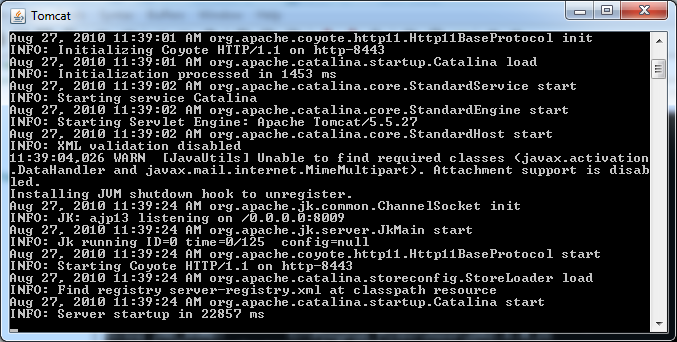 Tomcat
Aug 27, 2010 11:39:01 AM org.apache.coyote.http11.Http11BaseProtocol init
INFO: Initializing Coyote HTTP/1.1 on http-8443
Aug 27, 2010 11:39:01 AM org.apache.catalina.startup.Catalina load
INFO: Initialization processed in 1453 ms
Aug 27, 2010 11:39:02 AM org.apache.catalina.core.StandardService start
INFO: Starting service Catalina
Aug 27, 2010 11:39:02 AM org.apache.catalina.core.StandardEngine start
INFO: Starting Servlet Engine: Apache Tomcat/5.5.27
Aug 27, 2010 11:39:02 AM org.apache.catalina.core.StandardHost start
INFO: XML validation disabled
11:39:04,026 WARN  [JavaUtils] Unable to find required classes (javax.activation
.DataHandler and javax.mail.internet.MimeMultipart). Attachment support is disab
led.
Installing JVM shutdown hook to unregister.
Aug 27, 2010 11:39:24 AM org.apache.jk.common.ChannelSocket init
INFO: JK: ajp13 listening on /0.0.0.0:8009
Aug 27, 2010 11:39:24 AM org.apache.jk.server.JkMain start
INFO: Jk running ID=0 time=0/125  config=null
Aug 27, 2010 11:39:24 AM org.apache.coyote.http11.Http11BaseProtocol start
INFO: Starting Coyote HTTP/1.1 on http-8443
Aug 27, 2010 11:39:24 AM org.apache.catalina.storeconfig.StoreLoader load
INFO: Find registry server-registry.xml at classpath resource
Aug 27, 2010 11:39:24 AM org.apache.catalina.startup.Catalina start
INFO: Server startup in 22857 ms